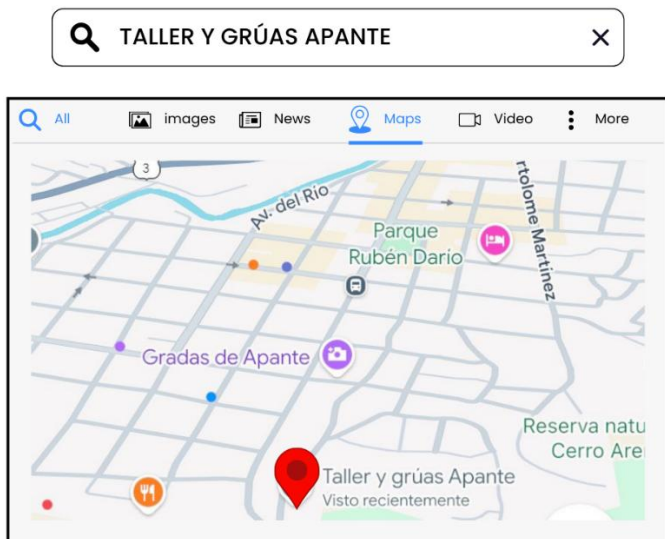 TALLER Y GRÚAS APANTE
All images News Maps Video More
3
Av. del Río
rtolome Martinez
Parque
Rubén Darío
Gradas de Apante
Reserva natu
Cerro Are
Taller y grúas Apante
Visto recientemente